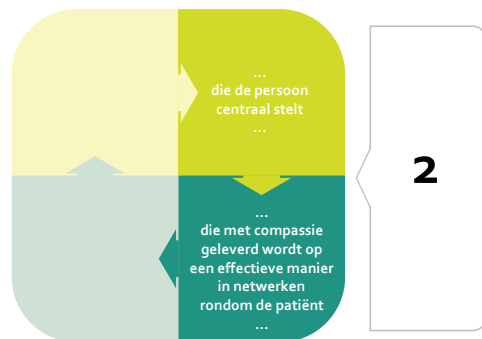 ...
die de persoon
centraal stelt
...
2
...
die met compassie
geleverd wordt op
een effectieve manier
in netwerken
rondom de patiënt
...